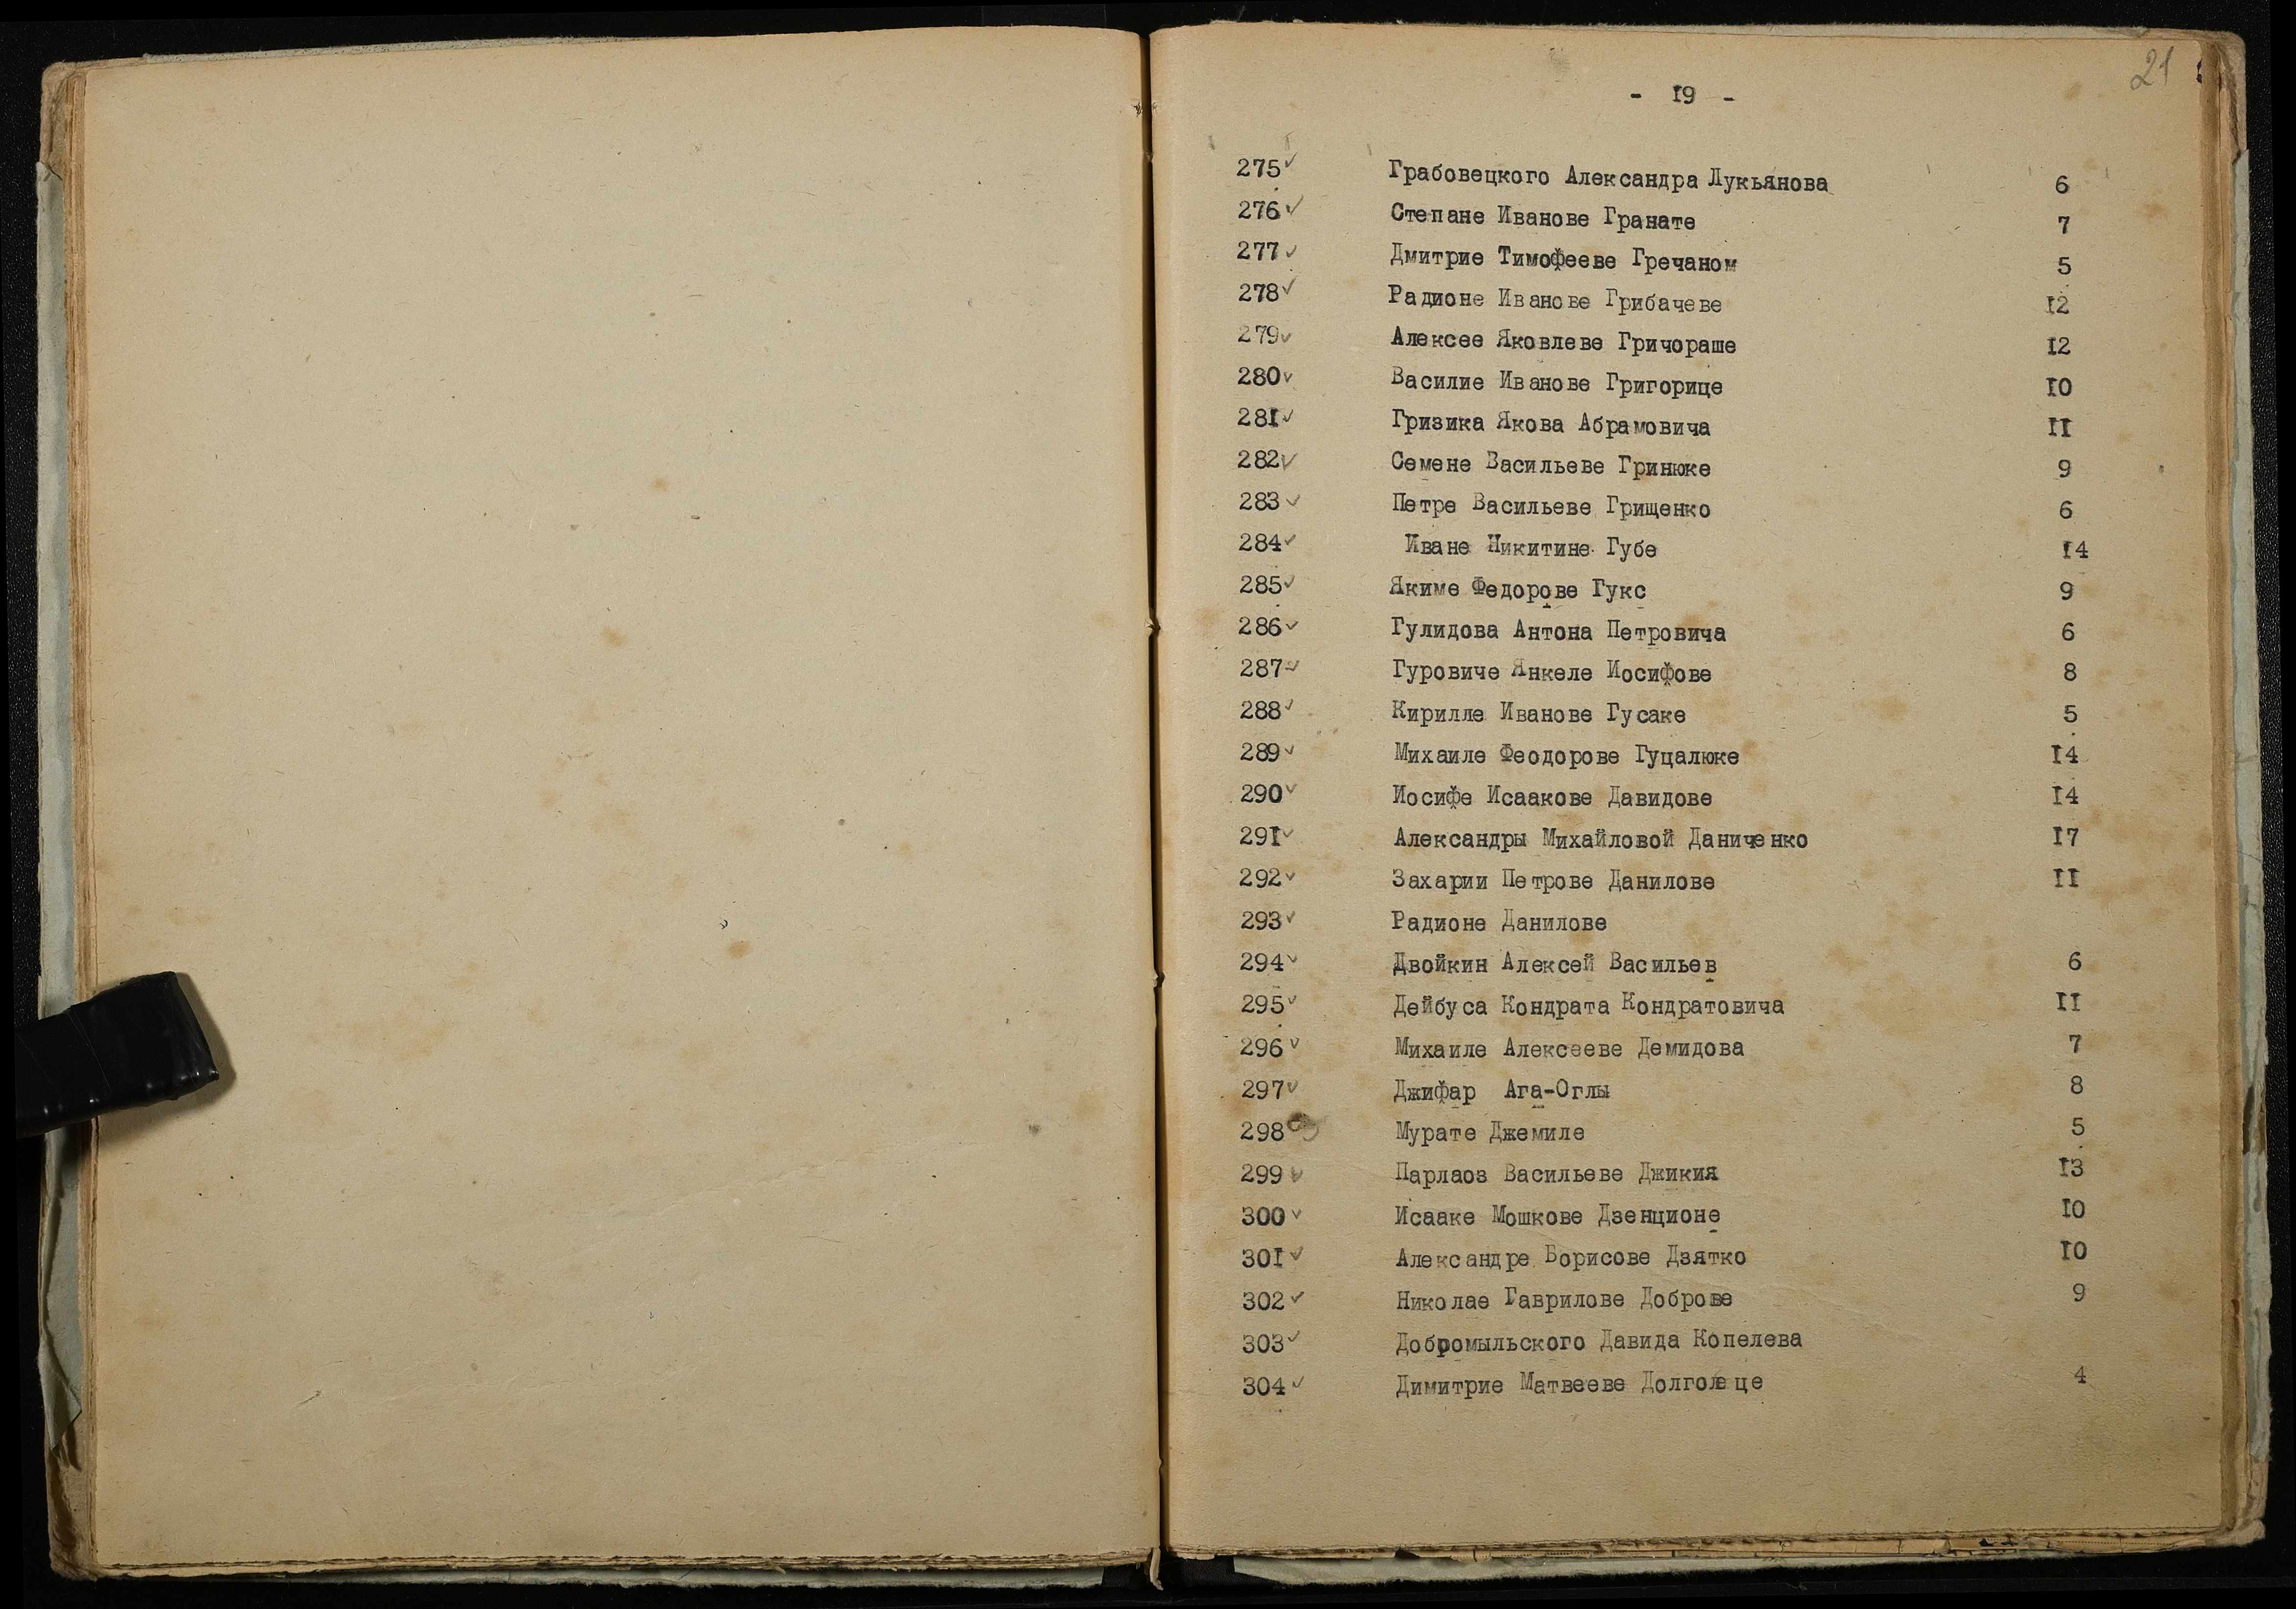 21
- 19 -
275 ✓ Грабовецкого Александра Лукьянова 6
276 ✓ Степане Иванове Гранате 7
277 ✓ Дмитрие Тимофееве Гречаном 5
278 ✓ Радионе Иванове Грибачеве 12
279 ✓ Алексее Яковлеве Гричораше 12
280 ✓ Василие Иванове Григорице 10
281 ✓ Гризика Якова Абрамовича 11
282 ✓ Семене Васильеве Гринюке 9
283 ✓ Петре Васильеве Грищенко 6
284 ✓ Иване Никитине Губе 14
285 ✓ Якиме Федорове Гукс 9
286 ✓ Гулидова Антона Петровича 6
287 ✓ Гуровиче Янкеле Иосифове 8
288 ✓ Кирилле Иванове Гусаке 5
289 ✓ Михаиле Феодорове Гуцалюке 14
290 ✓ Иосифе Исаакове Давидове 14
291 ✓ Александры Михайловой Даниченко 17
292 ✓ Захарии Петрове Данилове 11
293 ✓ Радионе Данилове
294 ✓ Двойкин Алексей Васильев 6
295 ✓ Дейбуса Кондрата Кондратовича 11
296 ✓ Михаиле Алексееве Демидова 7
297 ✓ Джифар Ага-Оглы 8
298 Мурате Джемиле 5
299 ✓ Парлаоз Васильеве Джикия 13
300 ✓ Исааке Мошкове Дзенционе 10
301 ✓ Александре Борисове Дзятко 10
302 ✓ Николае Гаврилове Доброве 9
303 ✓ Добромыльского Давида Копелева
304 ✓ Димитрие Матвееве Долголеце 4